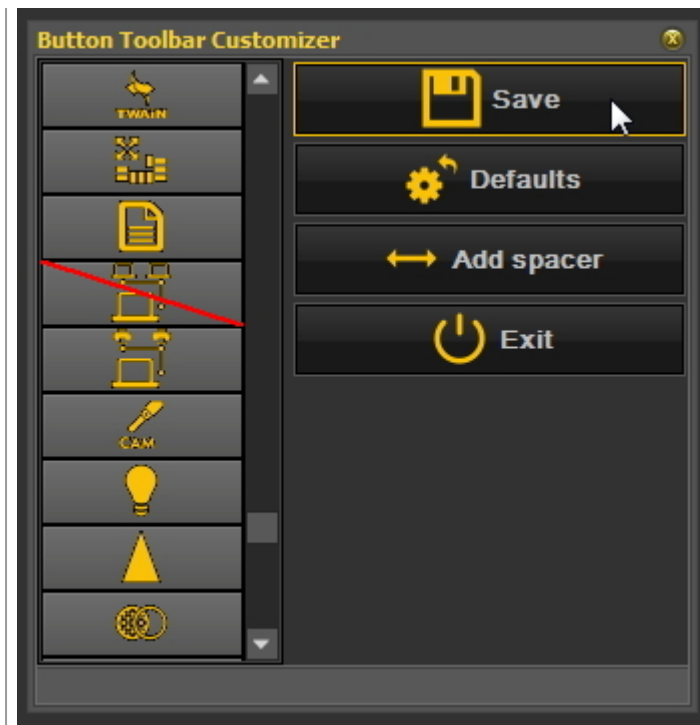 Button Toolbar Customizer
TWAIN
CAM
Save
Defaults
Add spacer
Exit